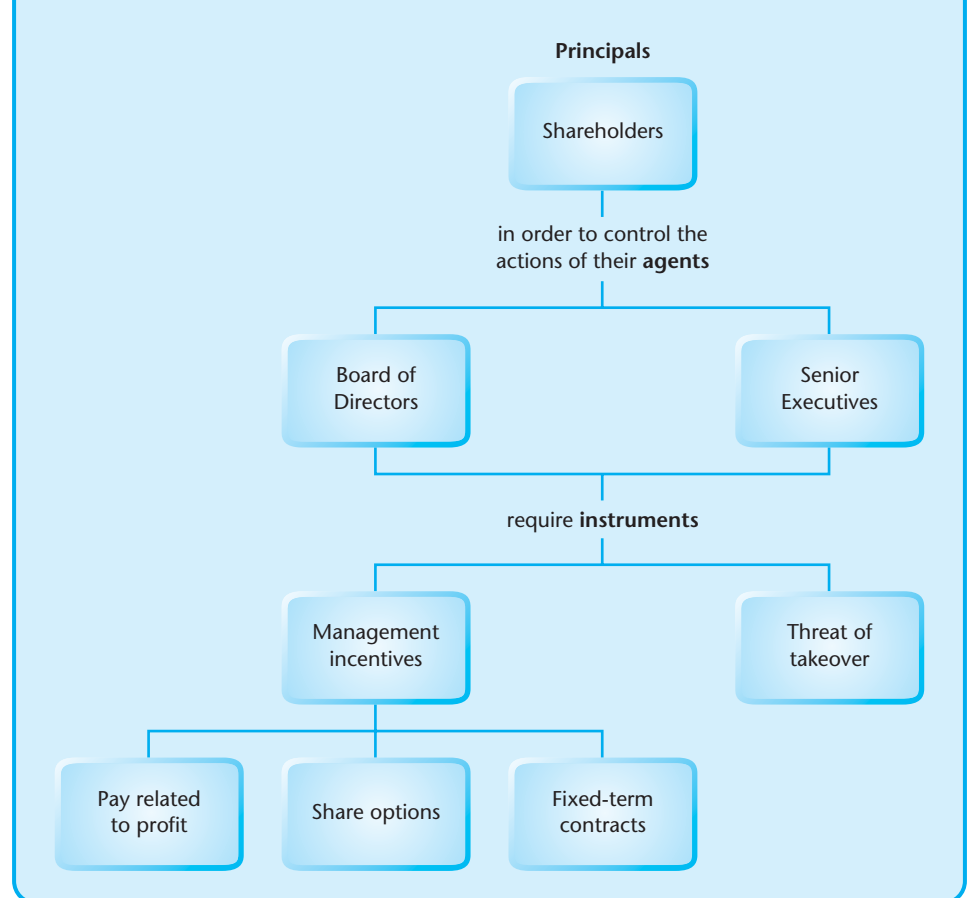 Principals
Shareholders
in order to control the
actions of their agents
Board of
Directors
Senior
Executives
require instruments
Management
incentives
Threat of
takeover
Pay related
to profit
Share options
Fixed-term
contracts